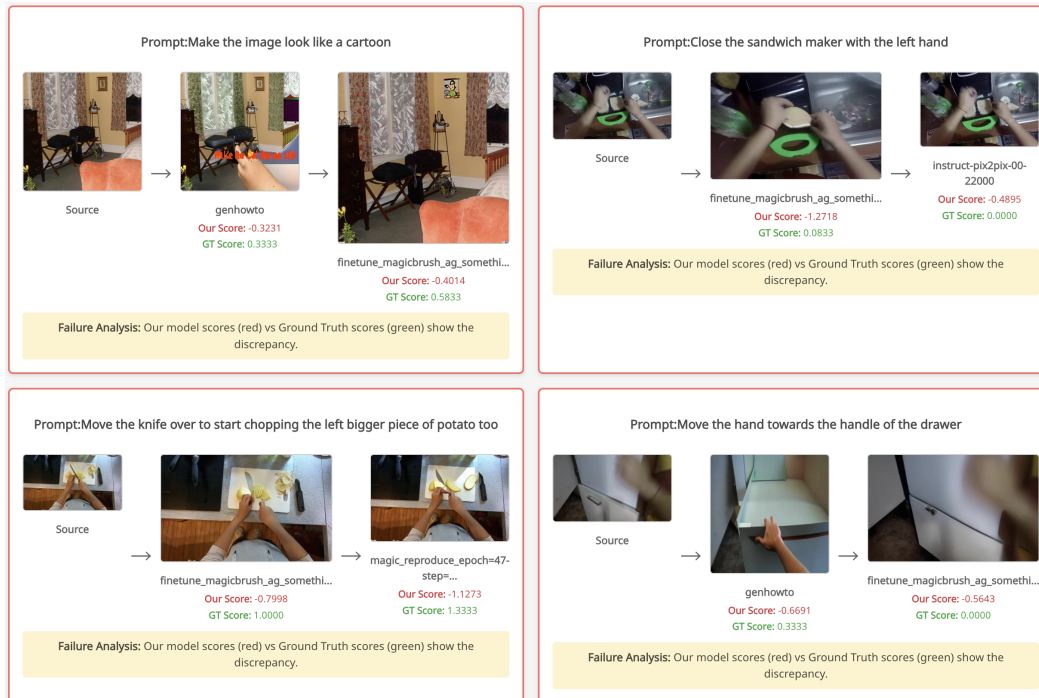 Prompt:Make the image look like a cartoon
Source
genhowto
Our Score: -0.3231
GT Score: 0.3333
finetune_magicbrush_ag_somethi...
Our Score: -0.4014
GT Score: 0.5833
Failure Analysis: Our model scores (red) vs Ground Truth scores (green) show the
discrepancy.
Prompt:Close the sandwich maker with the left hand
Source
finetune_magicbrush_ag_somethi...
Our Score: -1.2718
GT Score: 0.0833
instruct-pix2pix-00-
22000
Our Score: -0.4895
GT Score: 0.0000
Failure Analysis: Our model scores (red) vs Ground Truth scores (green) show the
discrepancy.
Prompt:Move the knife over to start chopping the left bigger piece of potato too
Source
finetune_magicbrush_ag_somethi...
Our Score: -0.7998
GT Score: 1.0000
magic_reproduce_epoch=47-
step=...
Our Score: -1.1273
GT Score: 1.3333
Failure Analysis: Our model scores (red) vs Ground Truth scores (green) show the
discrepancy.
Prompt:Move the hand towards the handle of the drawer
Source
genhowto
Our Score: -0.6691
GT Score: 0.3333
finetune_magicbrush_ag_somethi...
Our Score: -0.5643
GT Score: 0.0000
Failure Analysis: Our model scores (red) vs Ground Truth scores (green) show the
discrepancy.